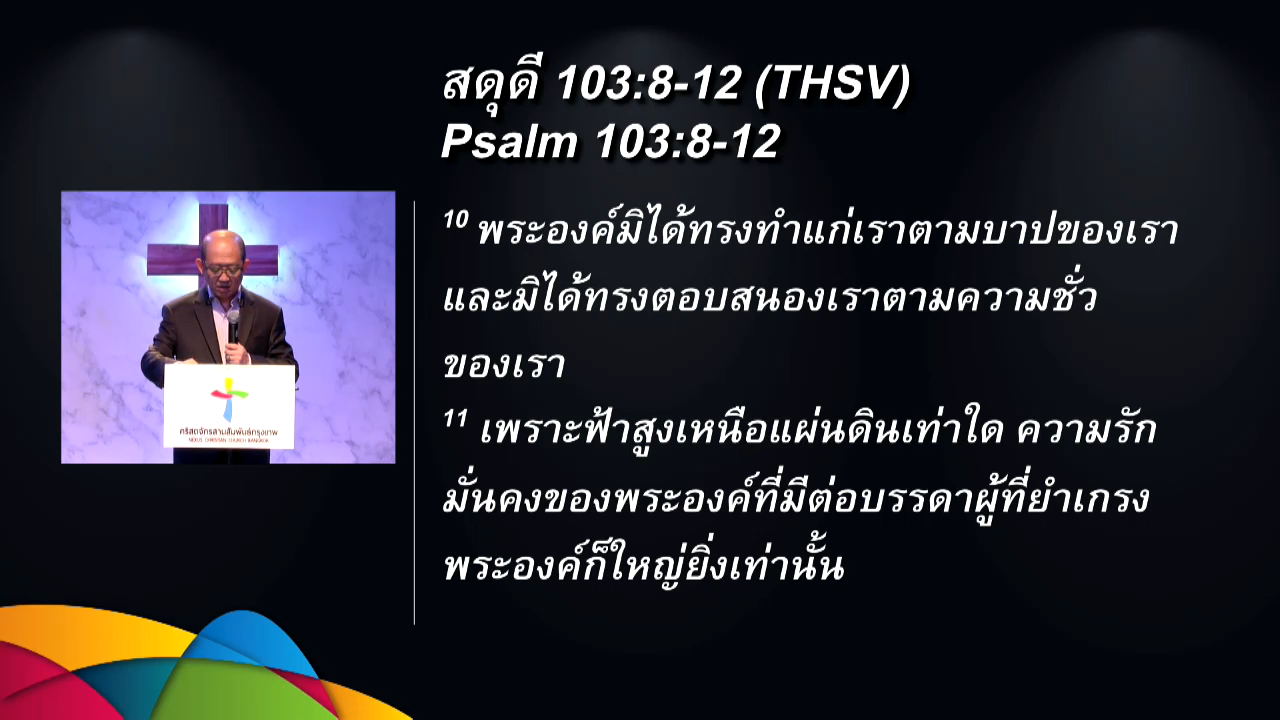 สดุดี 103:8-12 (THSV)
Psalm 103:8-12
10 พระองค์มิได้ทรงทำแก่เราตามบาปของเรา
และมิได้ทรงตอบสนองเราตามความชั่ว
ของเรา
11 เพราะฟ้าสูงเหนือแผ่นดินเท่าใด ความรัก
มั่นคงของพระองค์ที่มีต่อบรรดาผู้ที่ยำเกรง
พระองค์ก็ใหญ่ยิ่งเท่านั้น
คริสตจักรสานสัมพันธ์กรุงเทพ
NEXUS CHRISTIAN CHURCH BANGKOK